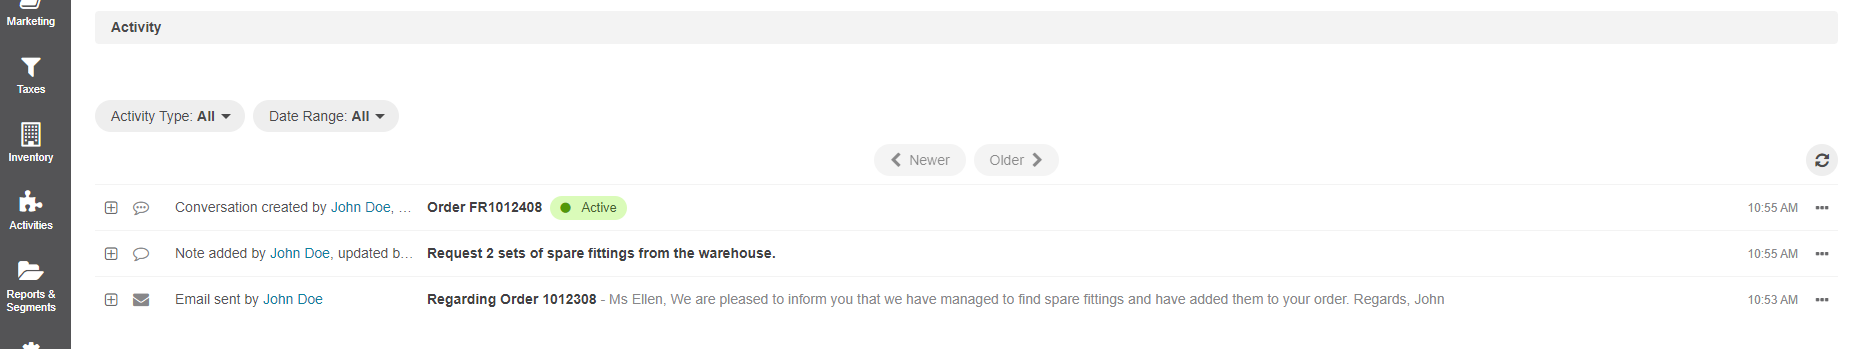 Marketing
Taxes
Inventory
Activities
Reports &
Segments
Activity
Activity Type: All
Date Range: All
Newer
Older
Conversation created by John Doe, ... Order FR1012408 Active 10:55 AM
Note added by John Doe, updated b... Request 2 sets of spare fittings from the warehouse. 10:55 AM
Email sent by John Doe Regarding Order 1012308 - Ms Ellen, We are pleased to inform you that we have managed to find spare fittings and have added them to your order. Regards, John 10:53 AM